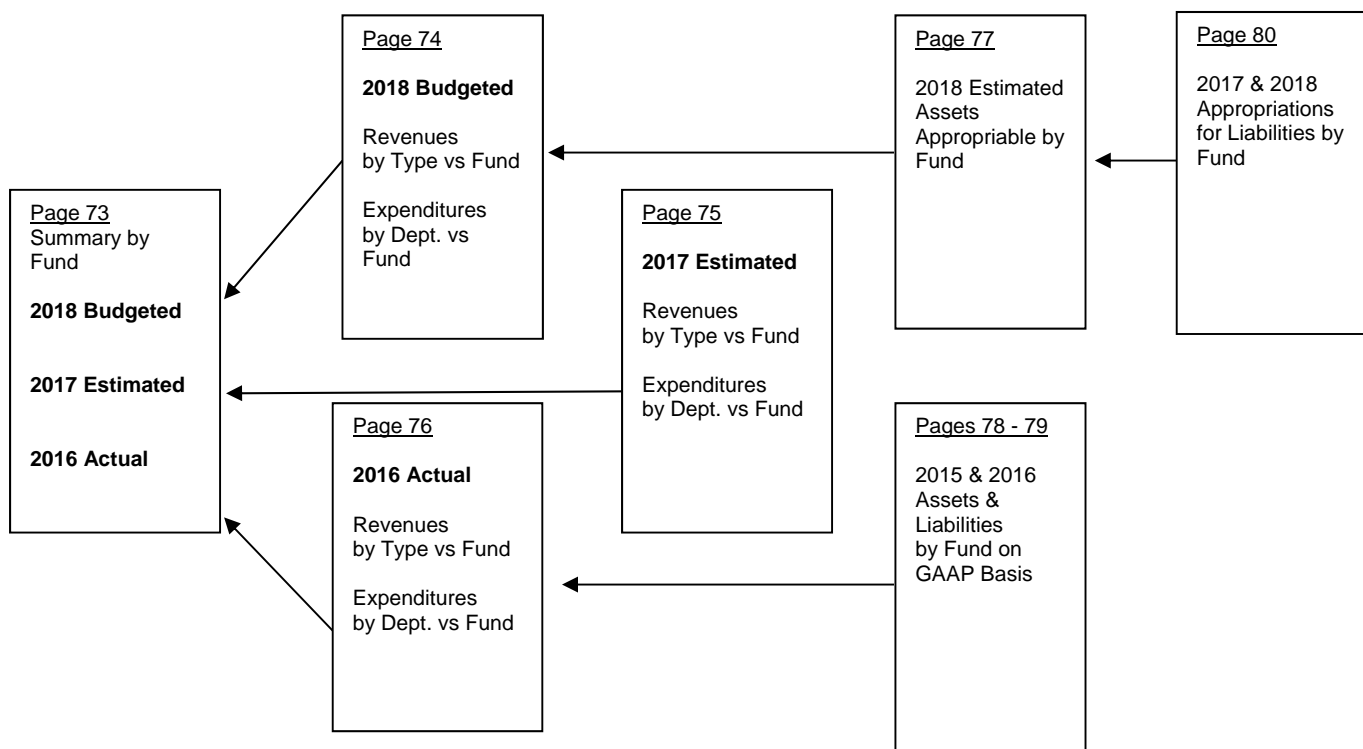 Page 74
2018 Budgeted
Revenues
by Type vs Fund
Expenditures
by Dept. vs
Fund
Page 77
2018 Estimated
Assets
Appropriable by
Fund
Page 80
2017 & 2018
Appropriations
for Liabilities by
Fund
Page 73
Summary by
Fund
2018 Budgeted
2017 Estimated
2016 Actual
Page 75
2017 Estimated
Revenues
by Type vs Fund
Expenditures
by Dept. vs Fund
Page 76
2016 Actual
Revenues
by Type vs Fund
Expenditures
by Dept. vs Fund
Pages 78 - 79
2015 & 2016
Assets &
Liabilities
by Fund on
GAAP Basis